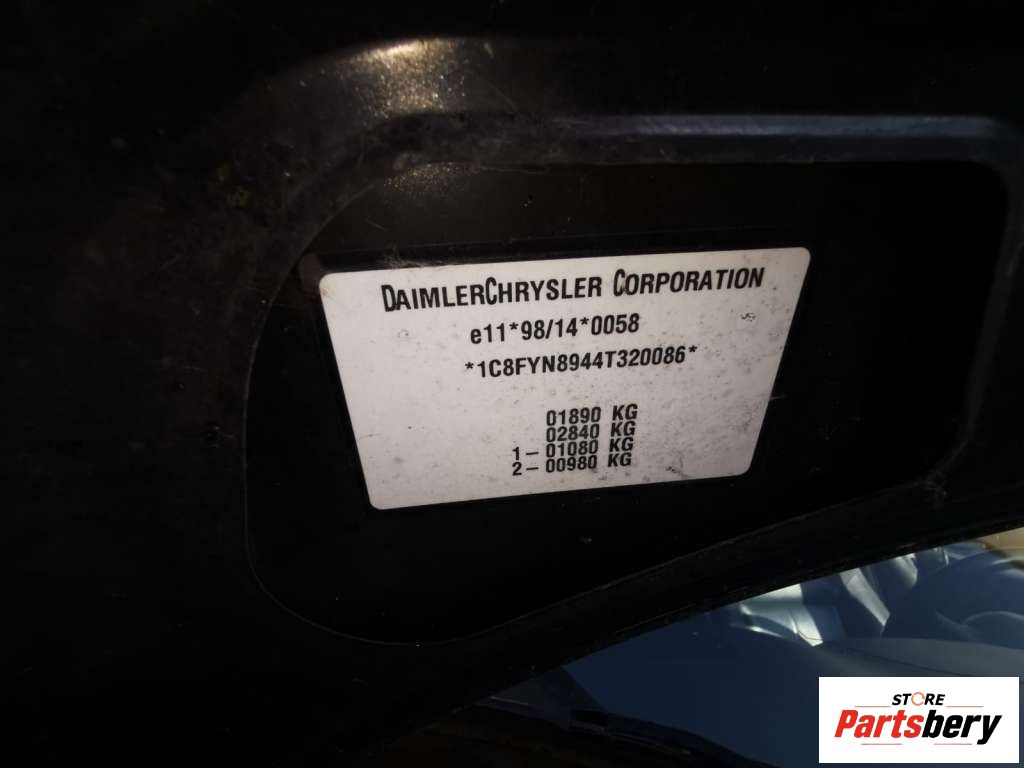 DAIMLERCHRYSLER CORPORATION
e11*98/14*0058
*1C8FYN8944T320086*
01890 KG
02840 KG
1– 01080 KG
2– 00980 KG
STORE
Partsbery